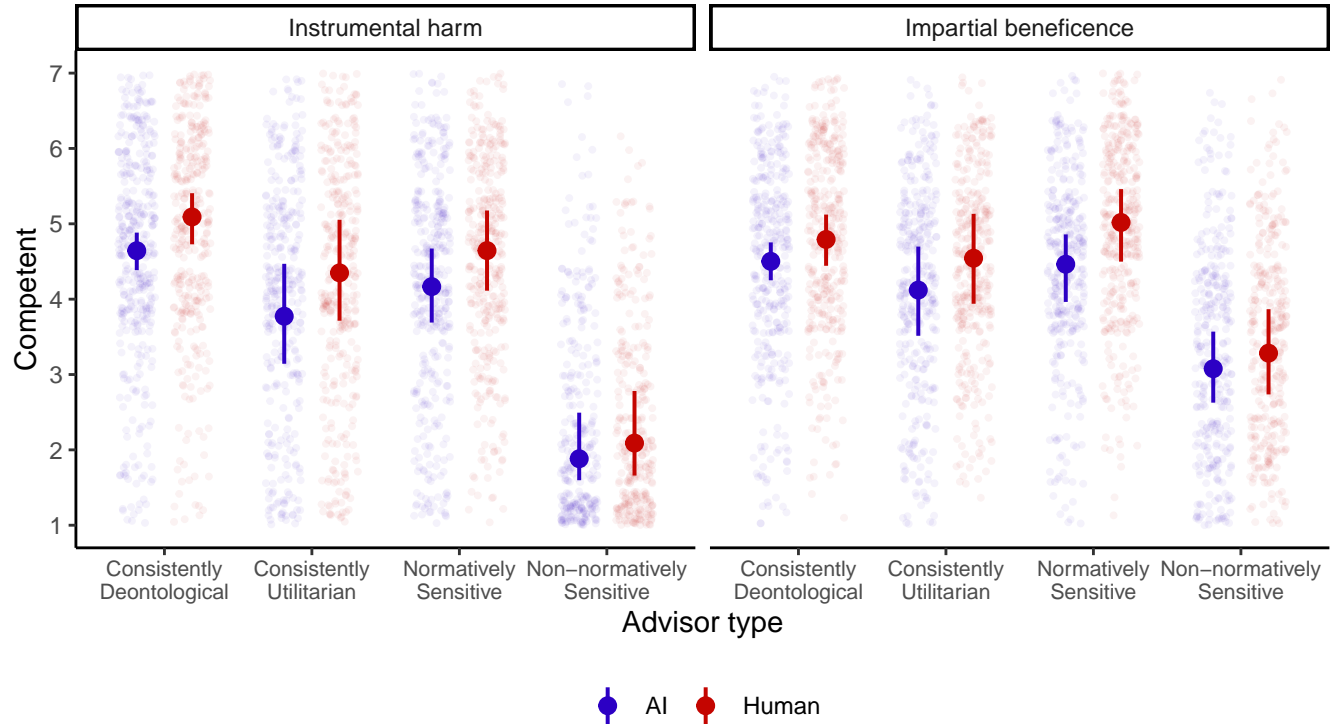 Instrumental harm
Impartial beneficence
Competent
7
6
5
4
3
2
1
Consistently
Deontological
Consistently
Utilitarian
Normatively
Sensitive
Non−normatively
Sensitive
Consistently
Deontological
Consistently
Utilitarian
Normatively
Sensitive
Non−normatively
Sensitive
Advisor type
AI
Human